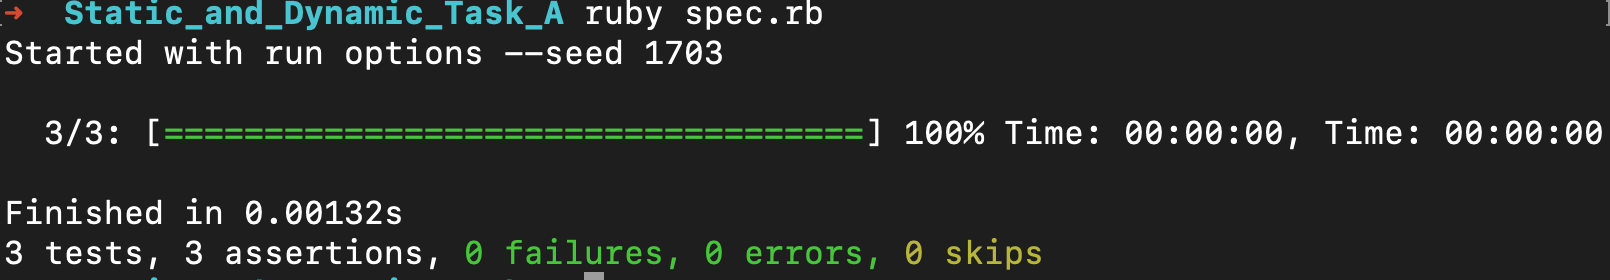 ➜  Static_and_Dynamic_Task_A ruby spec.rb
Started with run options --seed 1703
3/3: [===================================] 100% Time: 00:00:00, Time: 00:00:00
Finished in 0.00132s
3 tests, 3 assertions, 0 failures, 0 errors, 0 skips